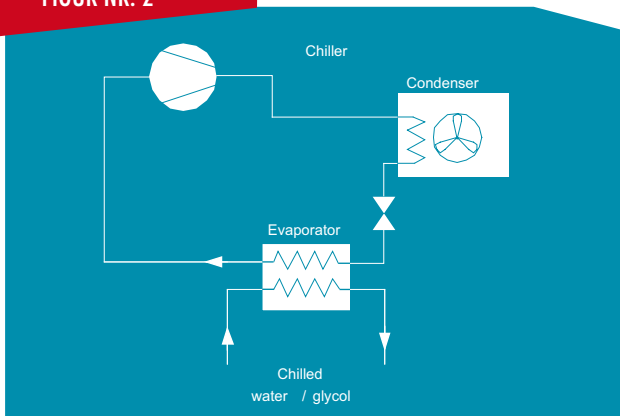 FIGUR NR. 2
Chiller
Condenser
Evaporator
Chilled
water / glycol